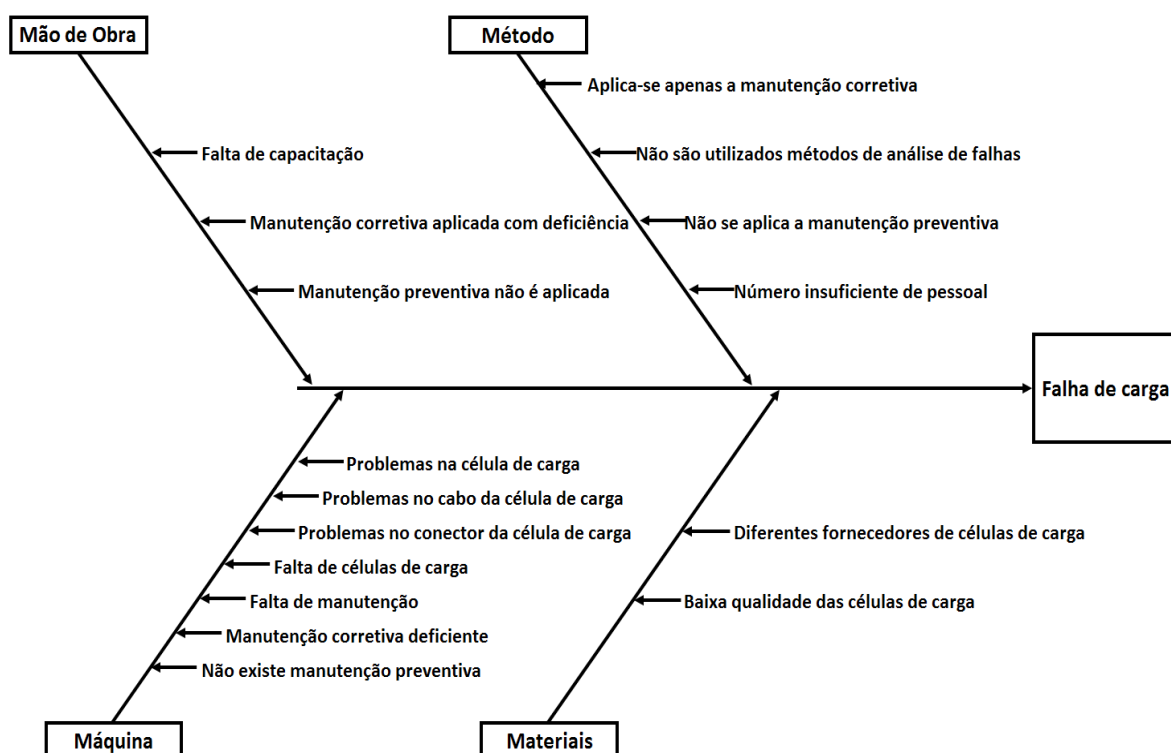 Mão de Obra
Método
Aplica-se apenas a manutenção corretiva
Falta de capacitação
Não são utilizados métodos de análise de falhas
Manutenção corretiva aplicada com deficiência
Não se aplica a manutenção preventiva
Manutenção preventiva não é aplicada
Número insuficiente de pessoal
Falha de carga
Problemas na célula de carga
Problemas no cabo da célula de carga
Problemas no conector da célula de carga
Diferentes fornecedores de células de carga
Falta de células de carga
Falta de manutenção
Baixa qualidade das células de carga
Manutenção corretiva deficiente
Não existe manutenção preventiva
Máquina
Materiais